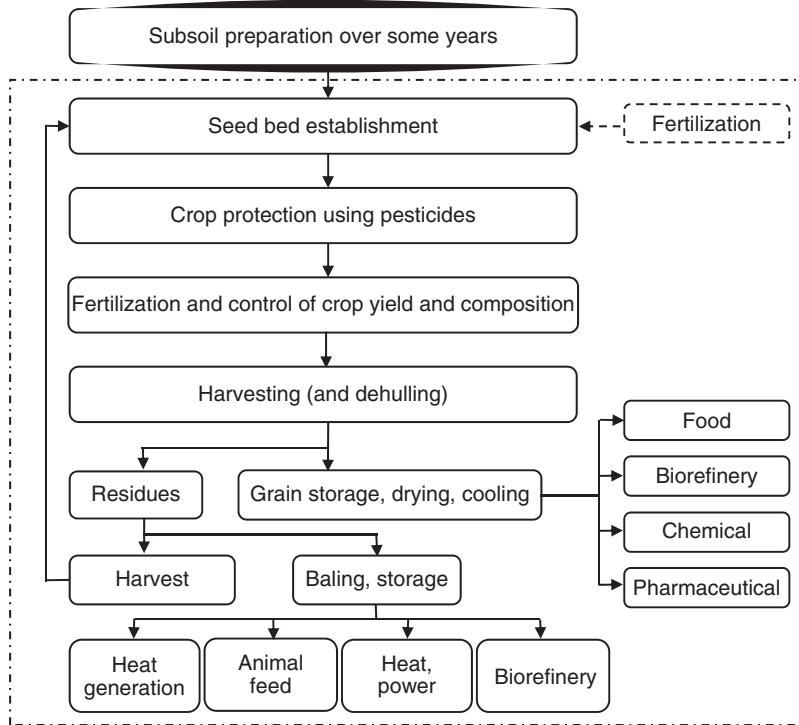 Subsoil preparation over some years
Seed bed establishment
Fertilization
Crop protection using pesticides
Fertilization and control of crop yield and composition
Harvesting (and dehulling)
Food
Residues
Grain storage, drying, cooling
Biorefinery
Chemical
Harvest
Baling, storage
Pharmaceutical
Heat
generation
Animal
feed
Heat,
power
Biorefinery